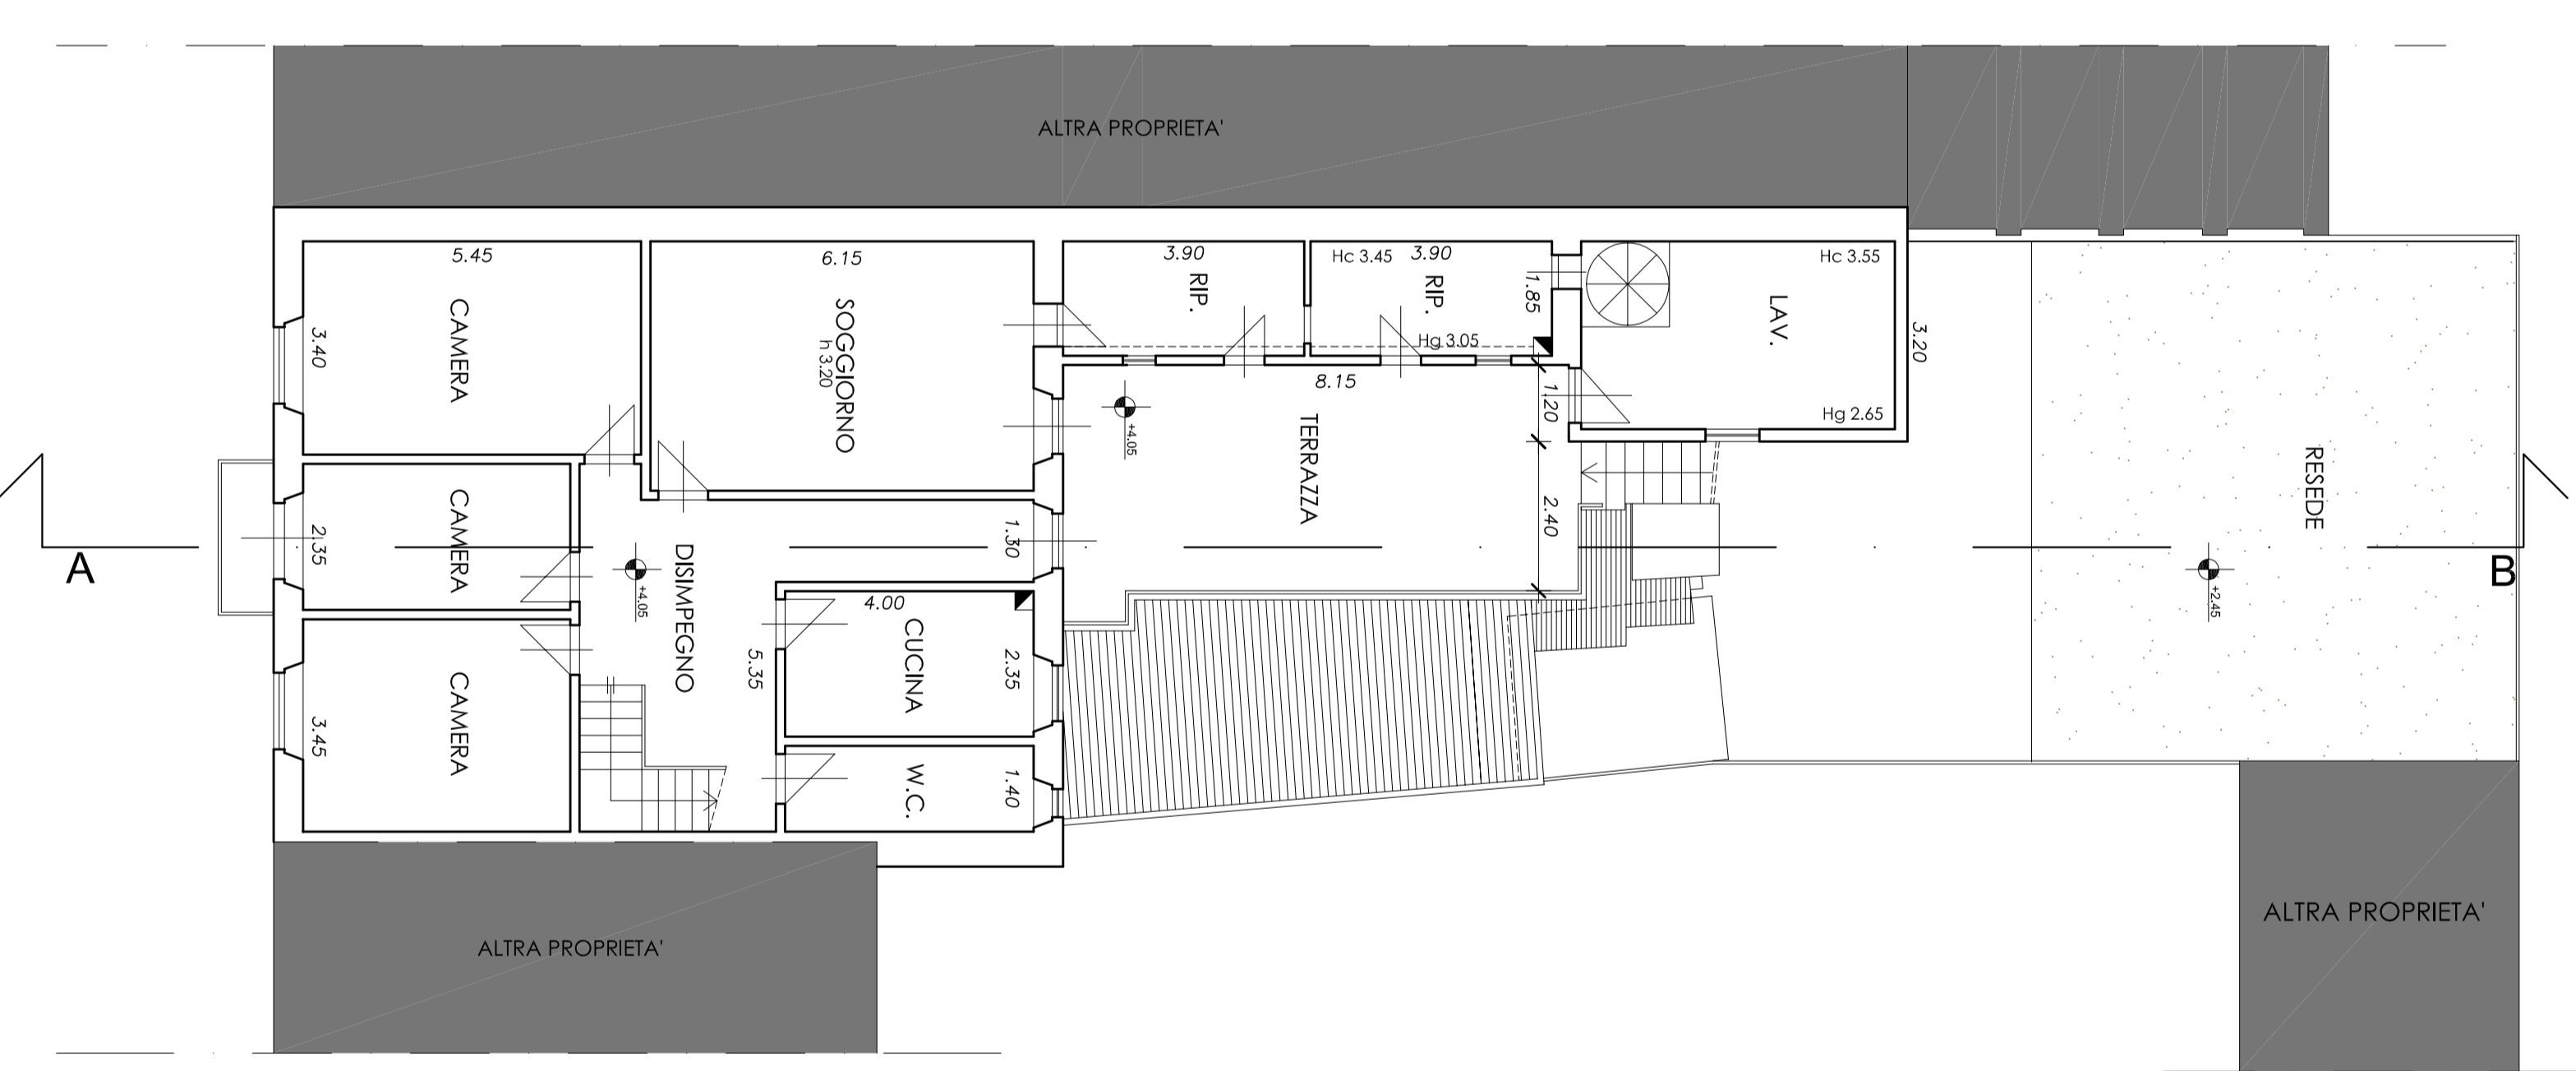 ALTRA PROPRIETA'
5.45
CAMERA
3.40
6.15
SOGGIORNO
h 3.20
3.90
RIP.
Hc 3.45
3.90
RIP.
1.85
Hg 3.05
Hc 3.55
LAV.
3.20
Hg 2.65
8.15
+4.05
TERRAZZA
1.20
2.40
RESEDE
+2.45
A
B
CAMERA
2.35
DISIMPEGNO
+4.05
1.30
4.00
CUCINA
2.35
5.35
CAMERA
3.45
W.C.
1.40
ALTRA PROPRIETA'
ALTRA PROPRIETA'